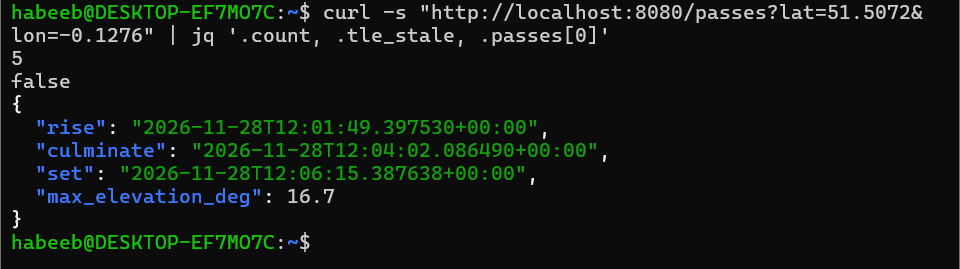 habeeb@DESKTOP-EF7MO7C:~$ curl -s "http://localhost:8080/passes?lat=51.5072&
lon=-0.1276" | jq '.count, .tle_stale, .passes[0]'
5
false
{
  "rise": "2026-11-28T12:01:49.397530+00:00",
  "culminate": "2026-11-28T12:04:02.086490+00:00",
  "set": "2026-11-28T12:06:15.387638+00:00",
  "max_elevation_deg": 16.7
}
habeeb@DESKTOP-EF7MO7C:~$